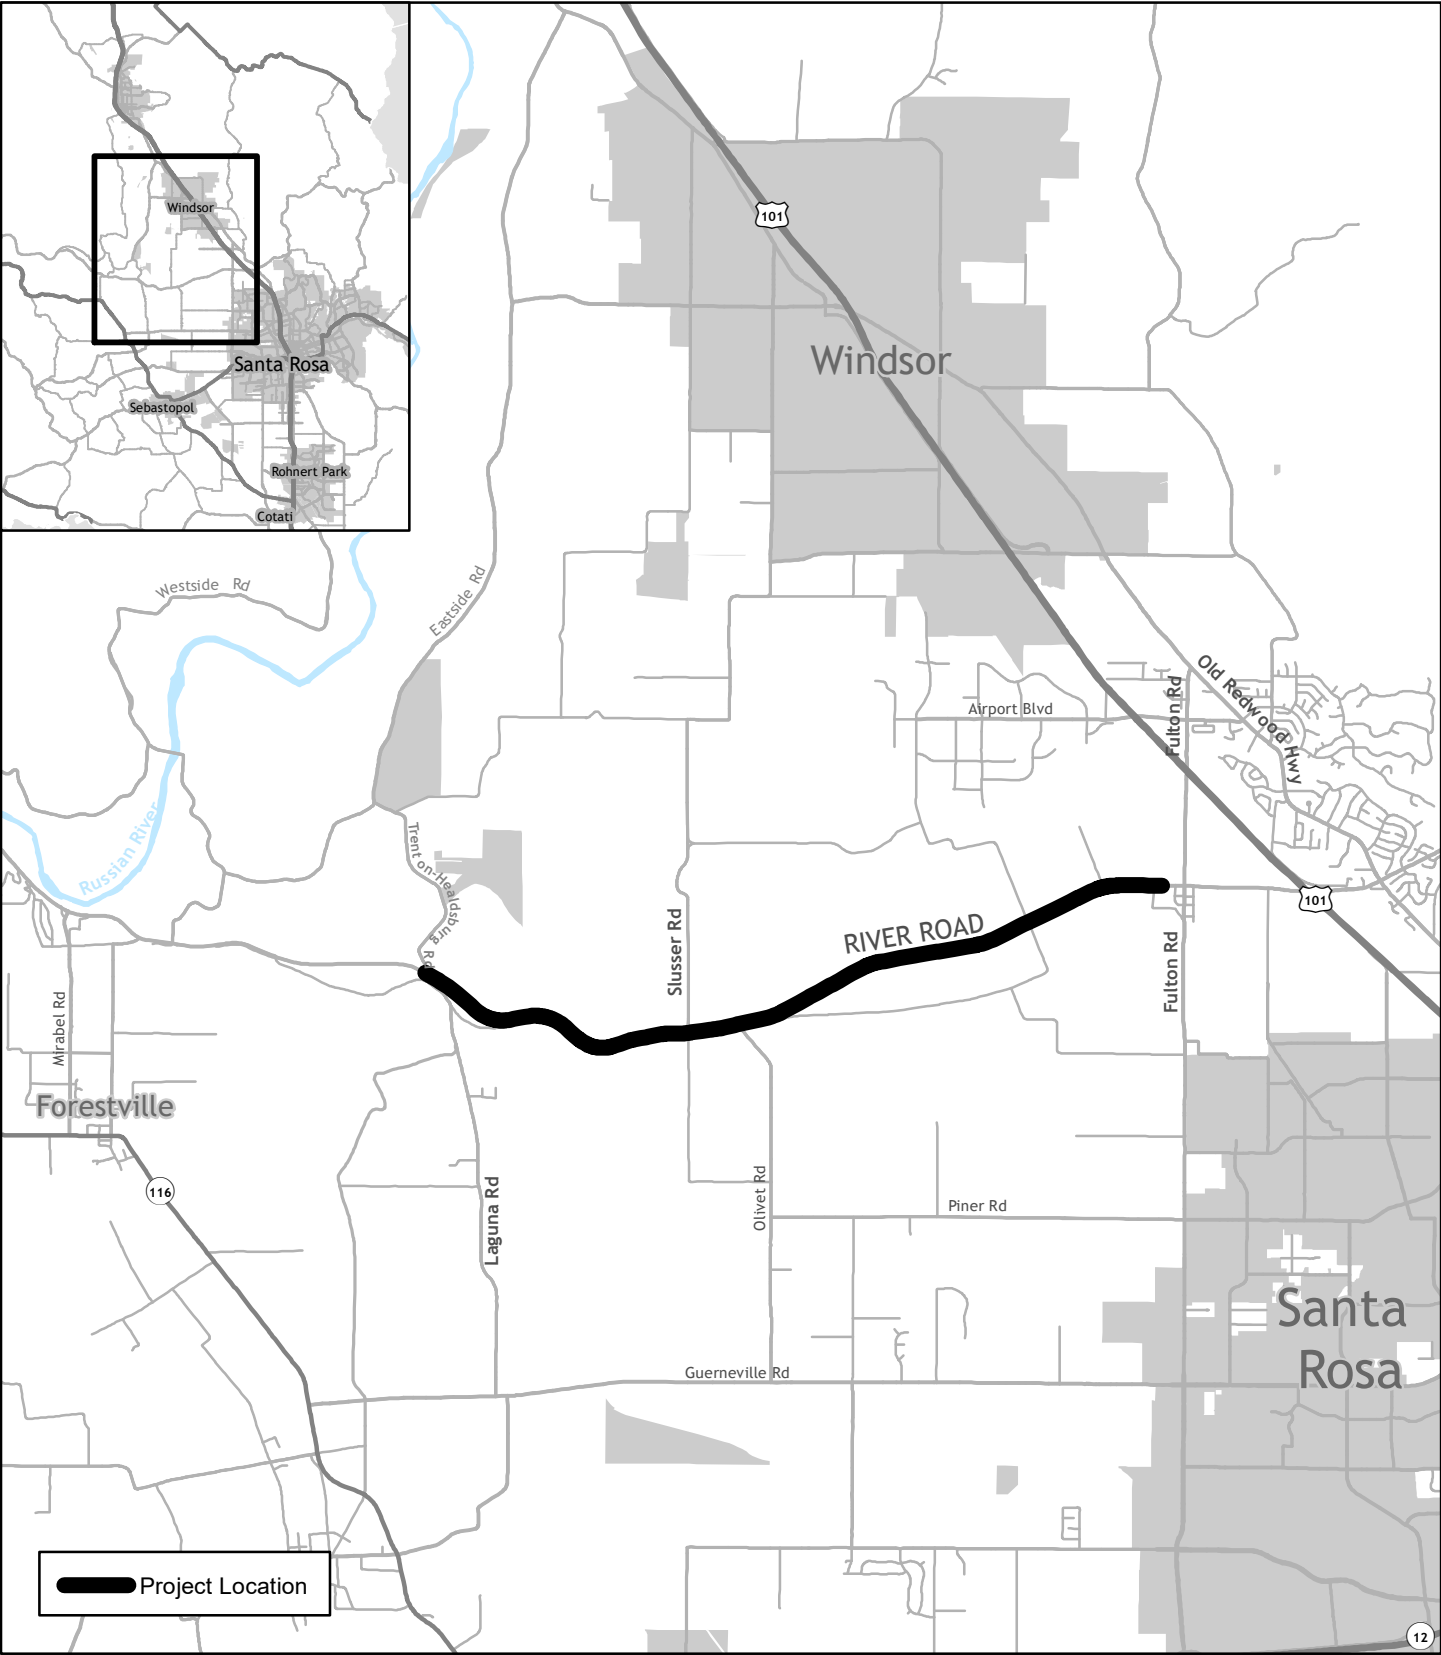 Windsor
Santa Rosa
Sebastopol
Rohnert Park
Cotati
101
Windsor
Westside Rd
Eastside Rd
Old Redwood Hwy
Fulton Rd
Airport Blvd
Russian River
Trenton-Healdsburg Rd
101
Slusser Rd
RIVER ROAD
Fulton Rd
Mirabel Rd
Forestville
116
Laguna Rd
Olivet Rd
Piner Rd
Santa
Rosa
Guerneville Rd
Project Location
12